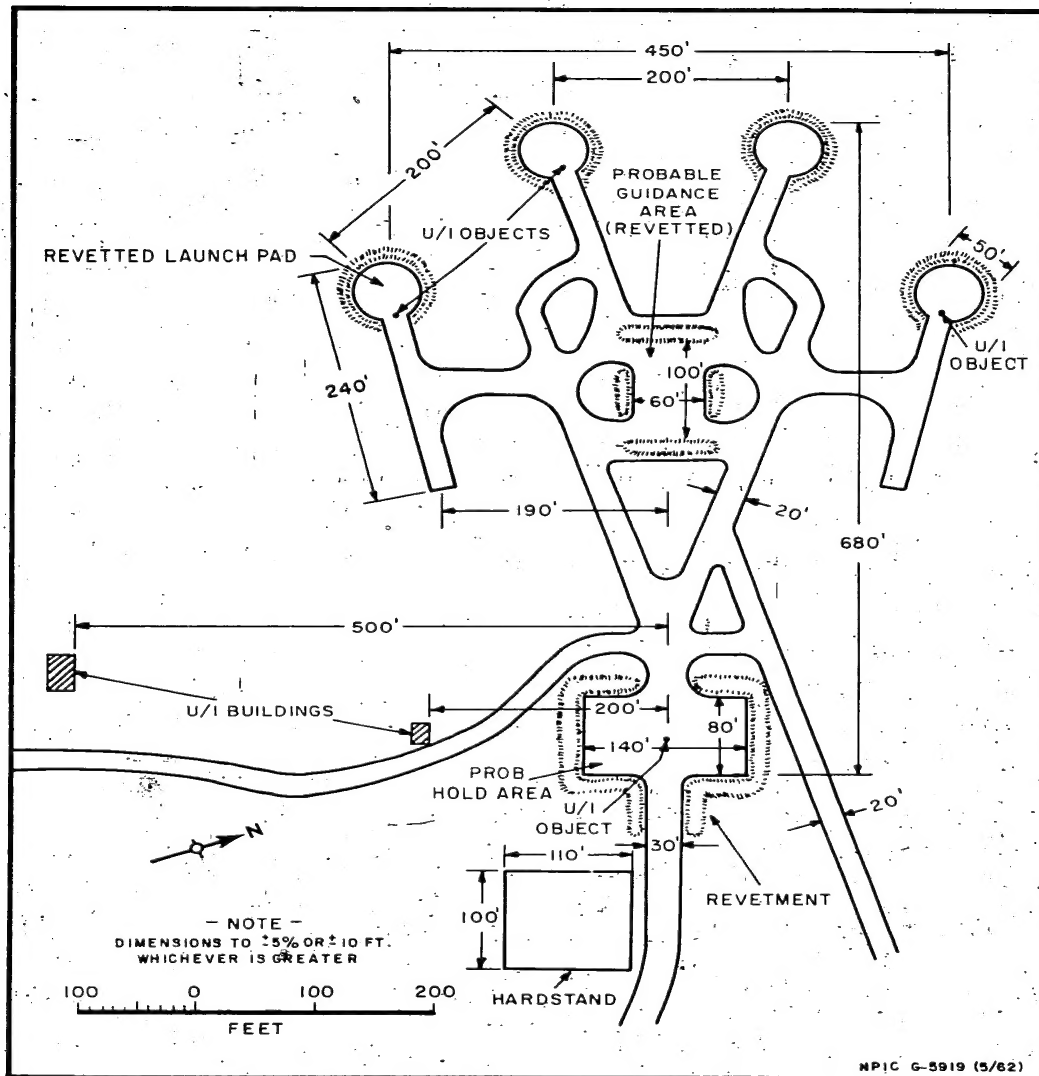 450'
200'
200'
PROBABLE
GUIDANCE
AREA
(REVETTED)
U/I OBJECTS
REVETTED LAUNCH PAD
50'
U/I
OBJECT
100'
60'
240'
190'
20'
680'
500'
U/I BUILDINGS
200'
80'
140'
PROB
HOLD AREA
U/I
OBJECT
20'
N
110'
30'
REVETMENT
100'
- NOTE -
DIMENSIONS TO ±5% OR ± 10 FT.
WHICHEVER IS GREATER
HARDSTAND
100 0 100 200
FEET
NPIC G-5919 (5/62)